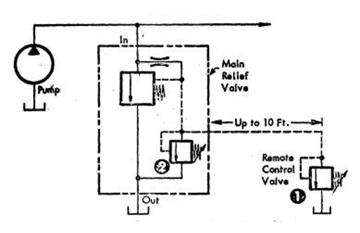 In
Main
Relief
Valve
Pump
Up to 10 Ft.
2
Remote
Control
Valve
1
Out